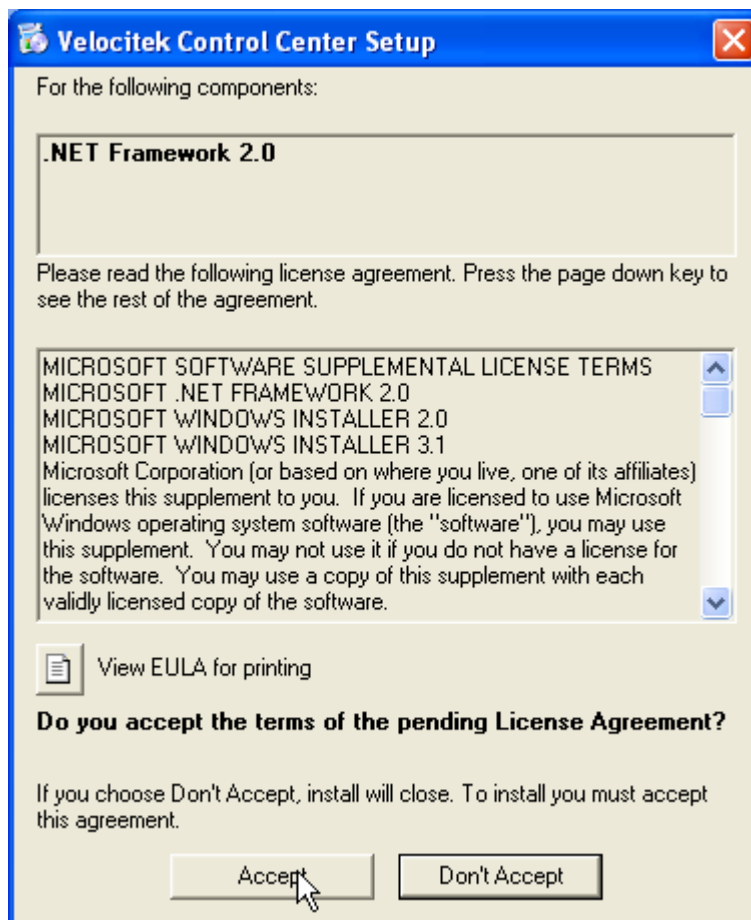 Velocitek Control Center Setup
For the following components:
.NET Framework 2.0
Please read the following license agreement. Press the page down key to
see the rest of the agreement.
MICROSOFT SOFTWARE SUPPLEMENTAL LICENSE TERMS
MICROSOFT .NET FRAMEWORK 2.0
MICROSOFT WINDOWS INSTALLER 2.0
MICROSOFT WINDOWS INSTALLER 3.1
Microsoft Corporation (or based on where you live, one of its affiliates)
licenses this supplement to you.  If you are licensed to use Microsoft
Windows operating system software (the "software"), you may use
this supplement.  You may not use it if you do not have a license for
the software.  You may use a copy of this supplement with each
validly licensed copy of the software.
View EULA for printing
Do you accept the terms of the pending License Agreement?
If you choose Don't Accept, install will close. To install you must accept
this agreement.
Accept
Don't Accept